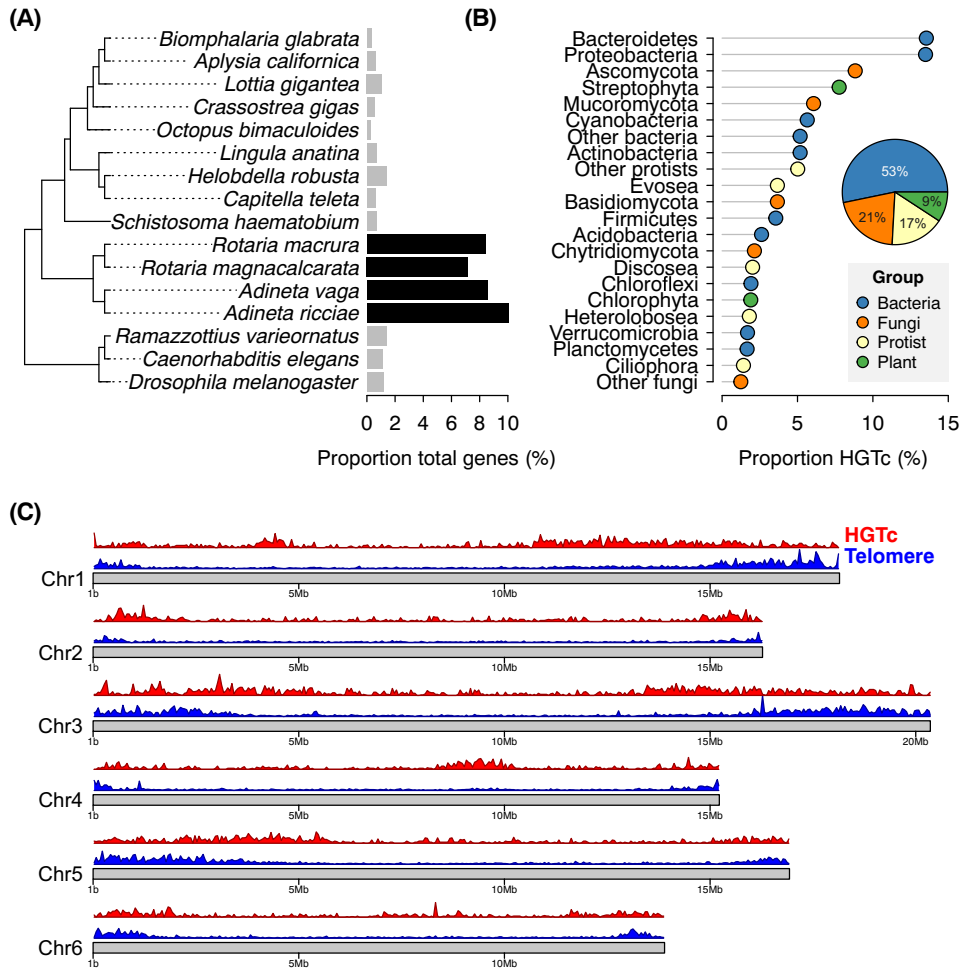 (A)
Biomphalaria glabrata
Aplysia californica
Lottia gigantea
Crassostrea gigas
Octopus bimaculoides
Lingula anatina
Helobdella robusta
Capitella teleta
Schistosoma haematobium
Rotaria macrura
Rotaria magnacalcarata
Adineta vaga
Adineta ricciae
Ramazzottius varieornatus
Caenorhabditis elegans
Drosophila melanogaster
0 2 4 6 8 10
Proportion total genes (%)
(B)
Bacteroidetes
Proteobacteria
Ascomycota
Streptophyta
Mucoromycota
Cyanobacteria
Other bacteria
Actinobacteria
Other protists
Evosea
Basidiomycota
Firmicutes
Acidobacteria
Chytridiomycota
Discosea
Chloroflexi
Chlorophyta
Heterolobosea
Verrucomicrobia
Planctomycetes
Ciliophora
Other fungi
0 5 10 15
Proportion HGTc (%)
53%
9%
21%
17%
Group
Bacteria
Fungi
Protist
Plant
(C)
HGTc
Telomere
Chr1
1b 5Mb 10Mb 15Mb
Chr2
1b 5Mb 10Mb 15Mb
Chr3
1b 5Mb 10Mb 15Mb 20Mb
Chr4
1b 5Mb 10Mb 15Mb
Chr5
1b 5Mb 10Mb 15Mb
Chr6
1b 5Mb 10Mb